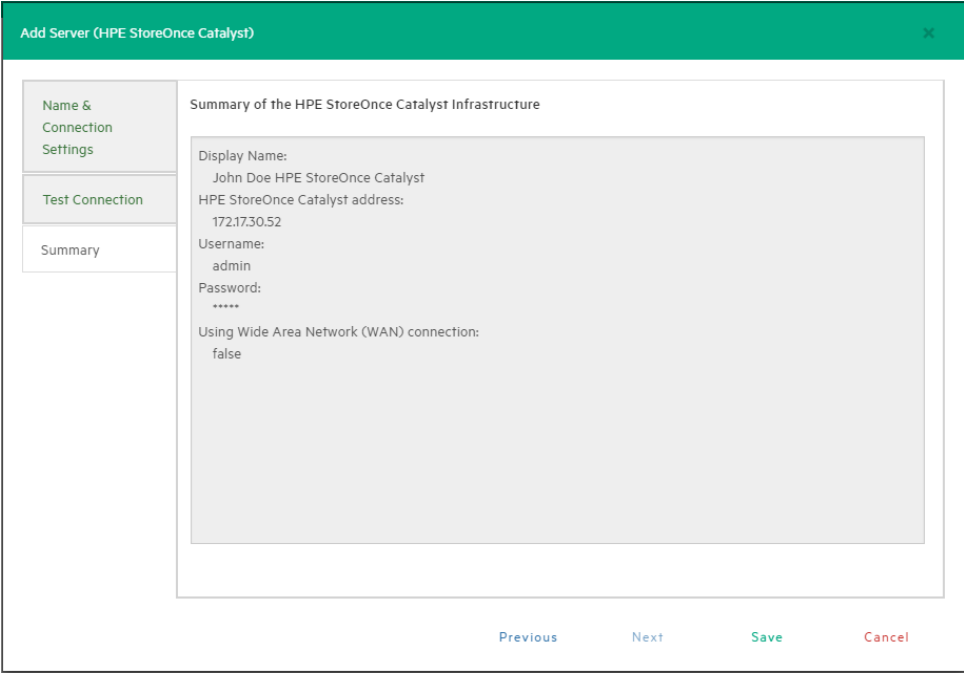 Add Server (HPE StoreOnce Catalyst)
×
Name &
Connection
Settings
Test Connection
Summary
Summary of the HPE StoreOnce Catalyst Infrastructure
Display Name:
John Doe HPE StoreOnce Catalyst
HPE StoreOnce Catalyst address:
172.17.30.52
Username:
admin
Password:
*****
Using Wide Area Network (WAN) connection:
false
Previous Next Save Cancel